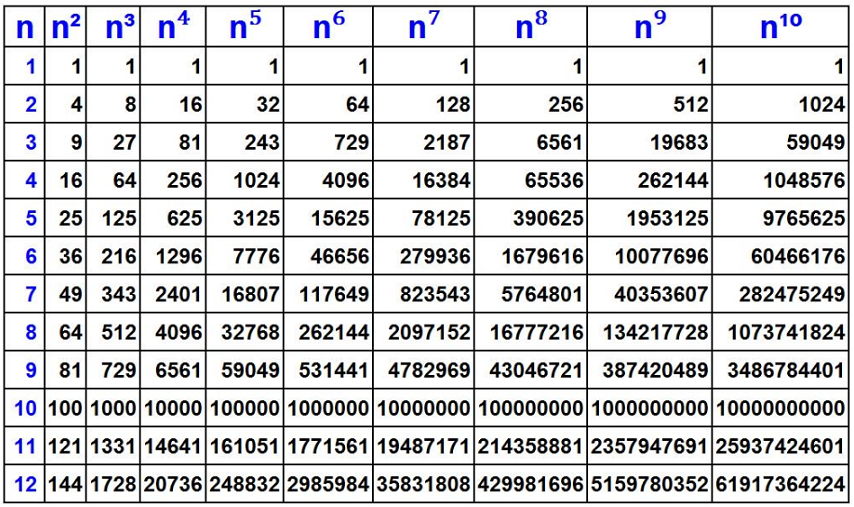 n n² n³ n⁴ n⁵ n⁶ n⁷ n⁸ n⁹ n¹⁰
1 1 1 1 1 1 1 1 1 1
2 4 8 16 32 64 128 256 512 1024
3 9 27 81 243 729 2187 6561 19683 59049
4 16 64 256 1024 4096 16384 65536 262144 1048576
5 25 125 625 3125 15625 78125 390625 1953125 9765625
6 36 216 1296 7776 46656 279936 1679616 10077696 60466176
7 49 343 2401 16807 117649 823543 5764801 40353607 282475249
8 64 512 4096 32768 262144 2097152 16777216 134217728 1073741824
9 81 729 6561 59049 531441 4782969 43046721 387420489 3486784401
10 100 1000 10000 100000 1000000 10000000 100000000 1000000000 10000000000
11 121 1331 14641 161051 1771561 19487171 214358881 2357947691 25937424601
12 144 1728 20736 248832 2985984 35831808 429981696 5159780352 61917364224